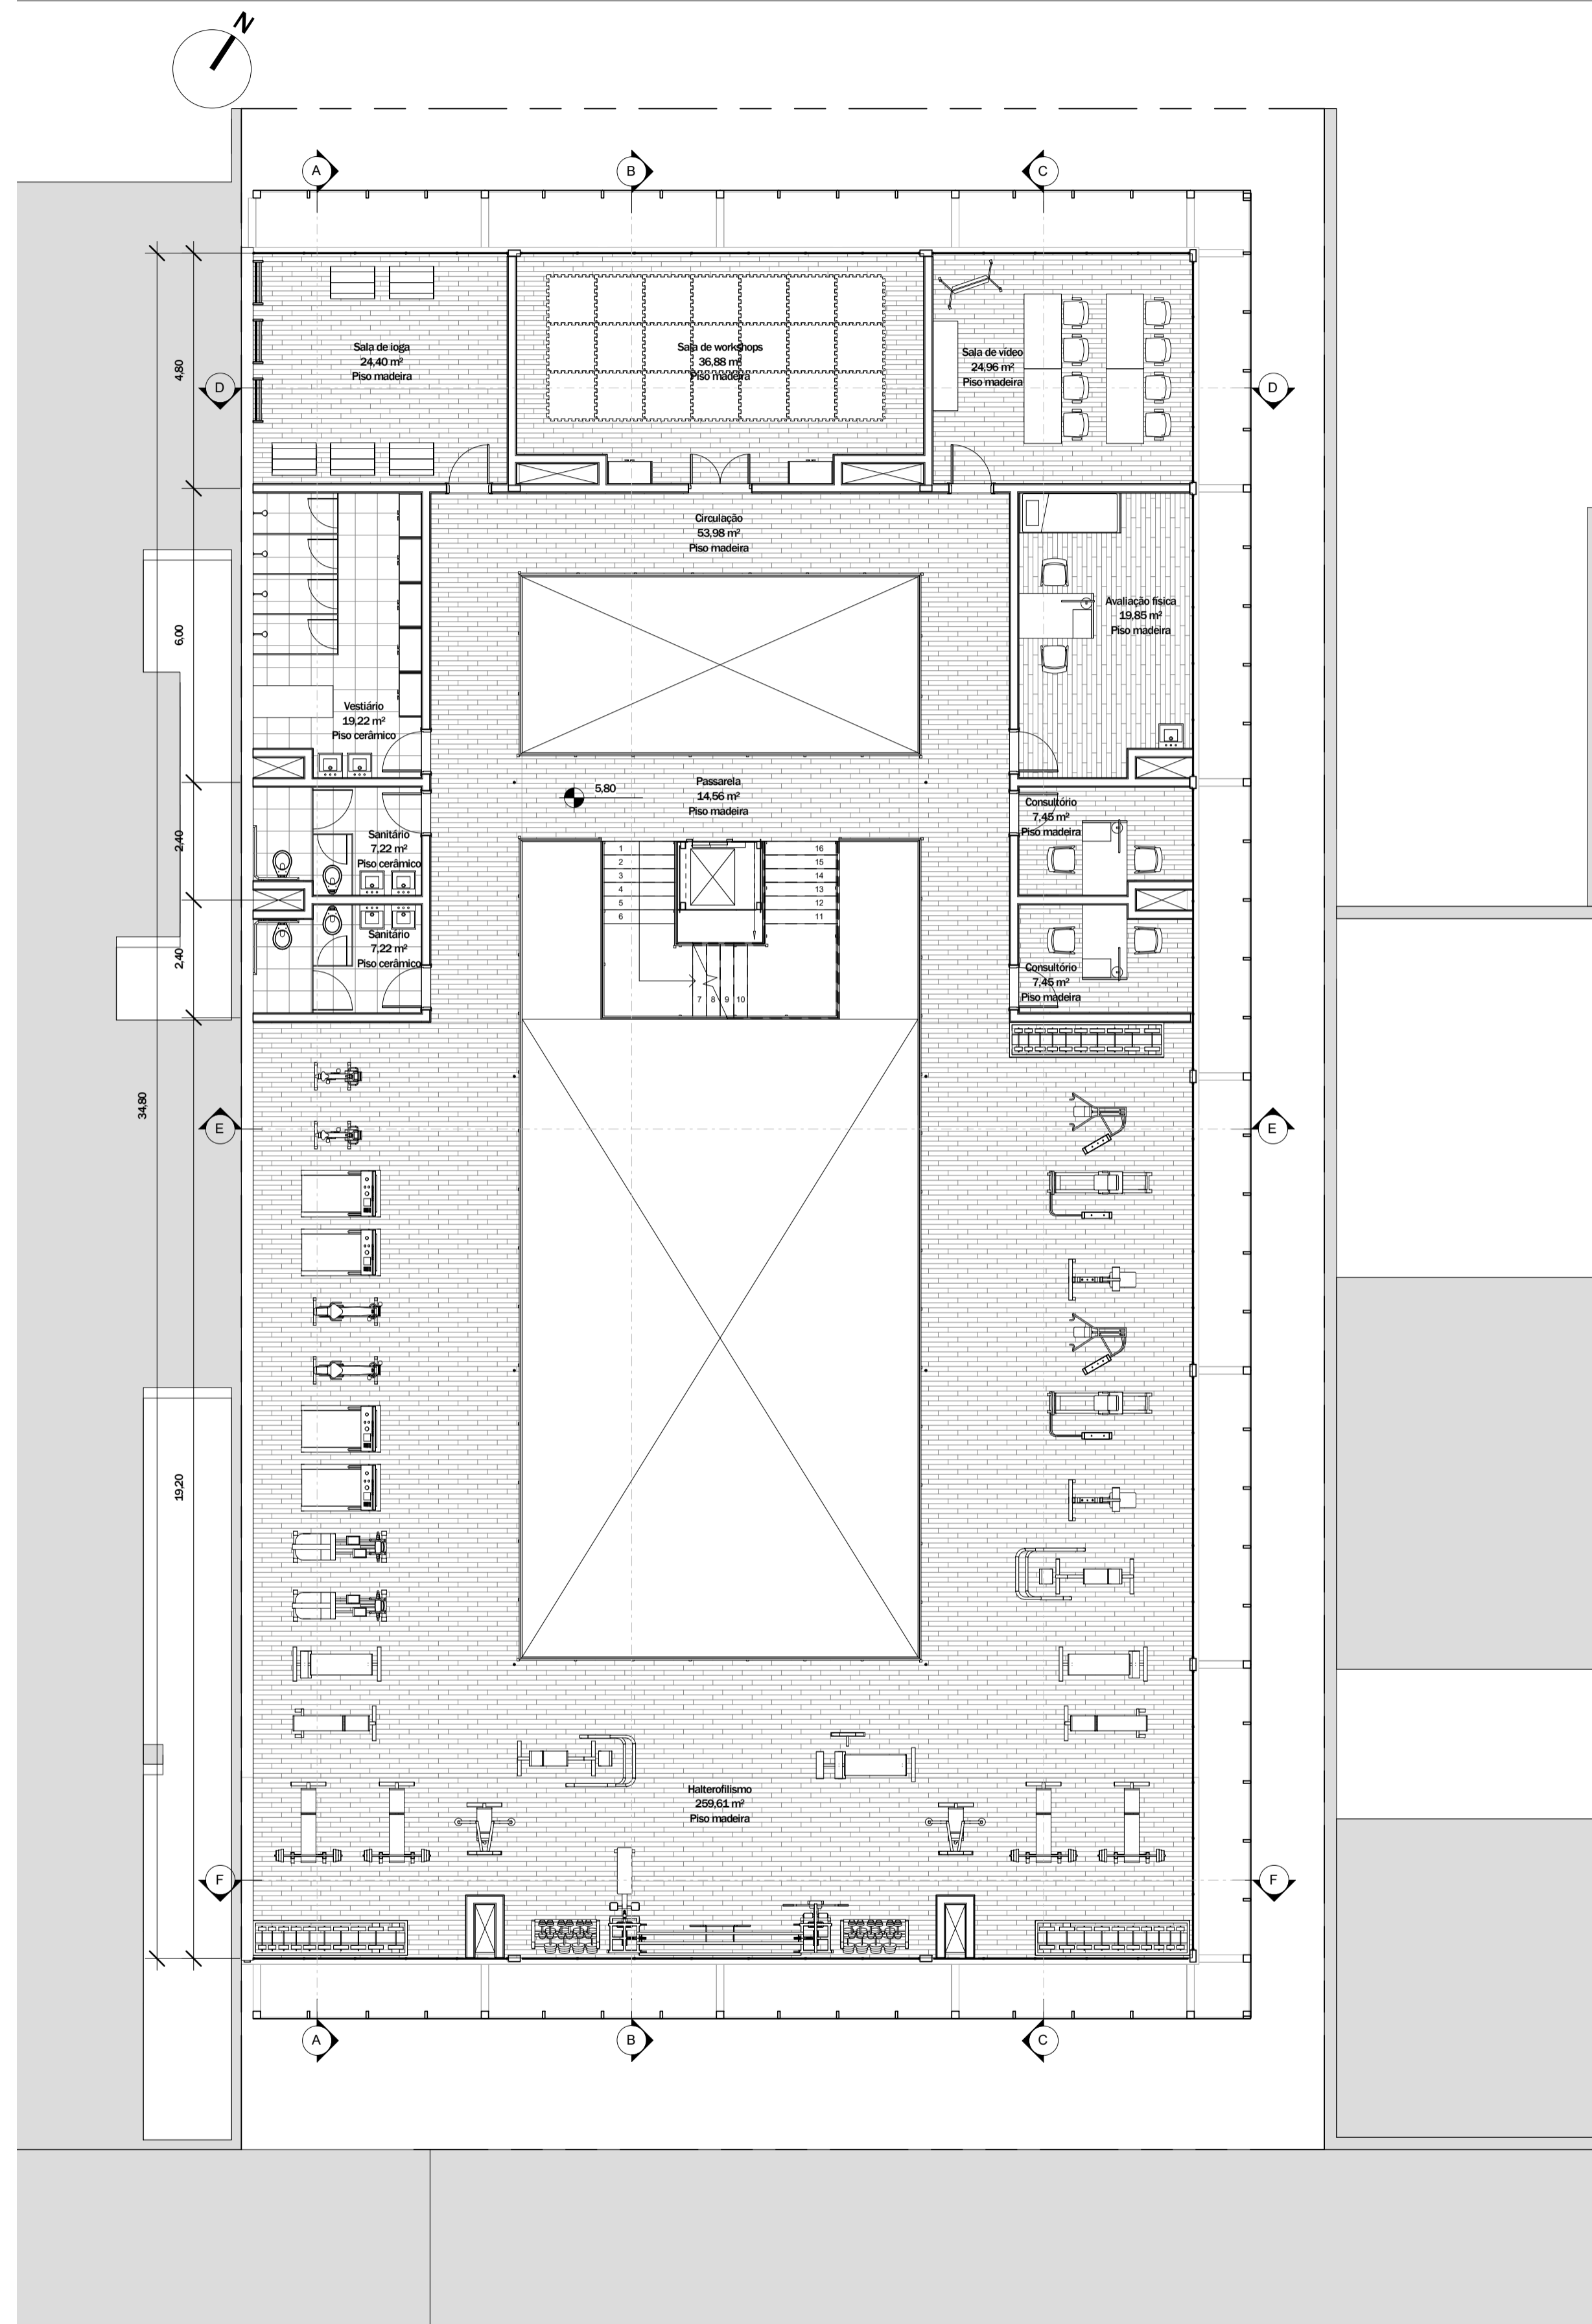 N
A
B
C
Sala de ioga
24,40 m²
Piso madeira
Sala de workshops
36,88 m²
Piso madeira
Sala de vídeo
24,96 m²
Piso madeira
4,80
D
D
Circulação
53,98 m²
Piso madeira
Avaliação física
19,85 m²
Piso madeira
6,00
Vestiário
19,22 m²
Piso cerâmico
Passarela
14,56 m²
Piso madeira
5,80
Consultório
7,45 m²
Piso madeira
Sanitário
7,22 m²
Piso cerâmico
2,40
1
2
3
4
5
6
16
15
14
13
12
11
Sanitário
7,22 m²
Piso cerâmico
2,40
Consultório
7,45 m²
Piso madeira
7 8 9 10
34,80
E
E
19,20
Halterofilismo
259,61 m²
Piso madeira
F
F
A
B
C